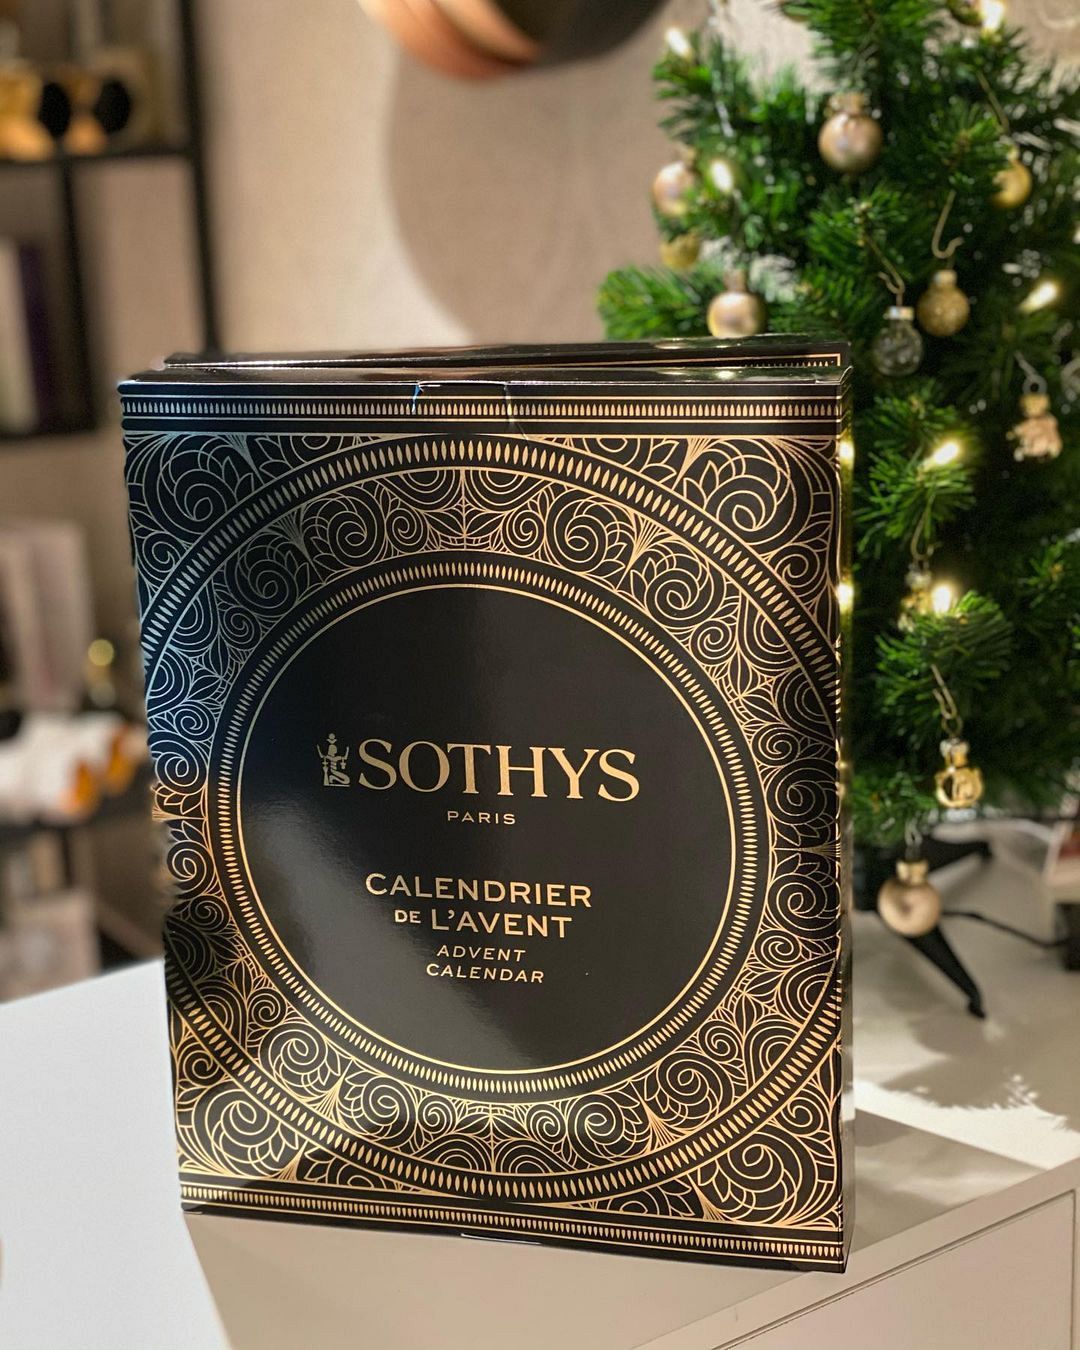 SOTHYS
PARIS
CALENDRIER
DE L'AVENT
ADVENT
CALENDAR